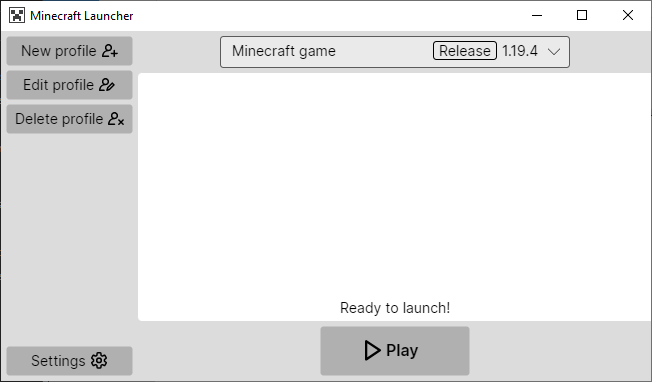 Minecraft Launcher
New profile
Minecraft game Release 1.19.4
Edit profile
Delete profile
Ready to launch!
Settings
Play